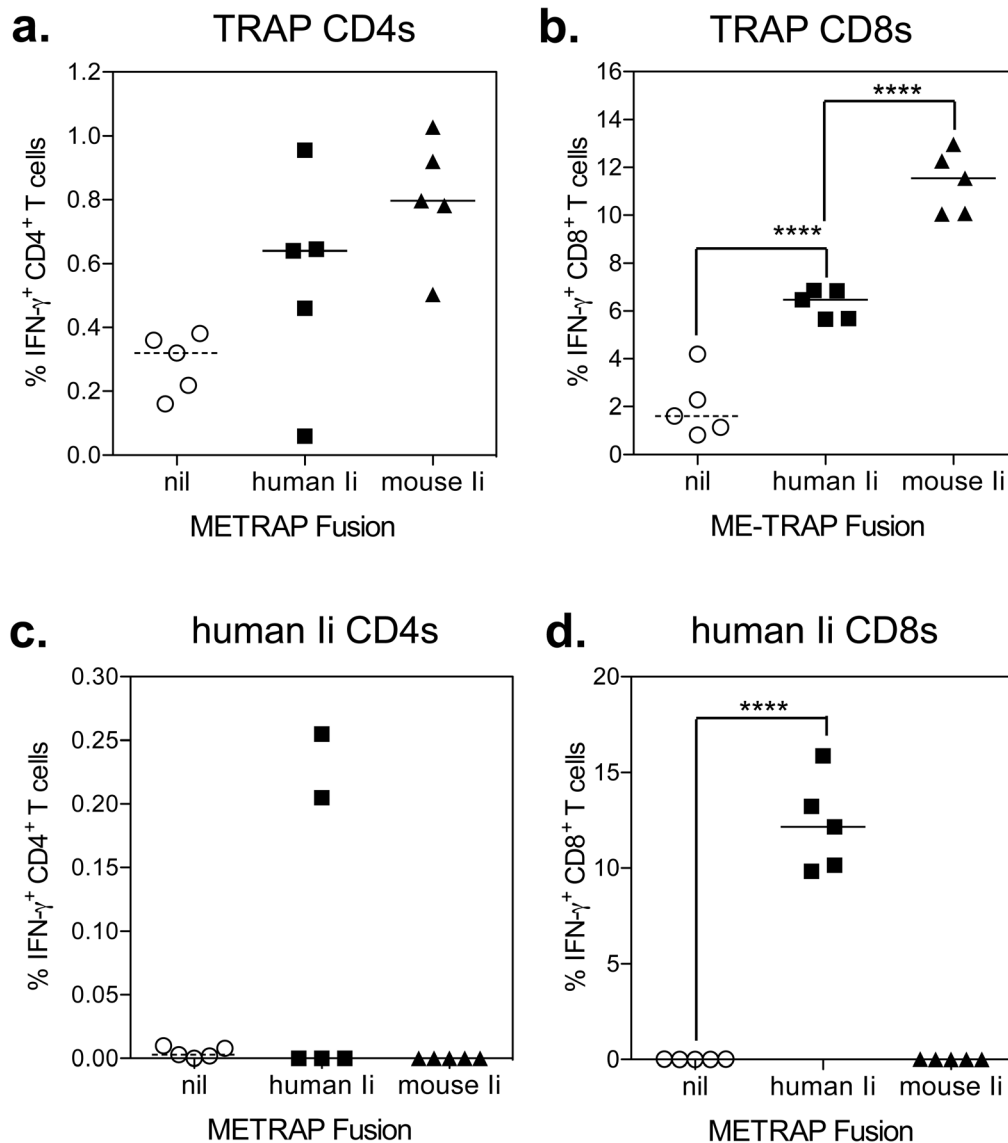 a. TRAP CD4s
% IFN-γ+ CD4+ T cells
1.2
1.0
0.8
0.6
0.4
0.2
0.0
nil human Ii mouse Ii
METRAP Fusion
b. TRAP CD8s
% IFN-γ+ CD8+ T cells
16
14
12
10
8
6
4
2
0
****
****
nil human Ii mouse Ii
ME-TRAP Fusion
c. human Ii CD4s
% IFN-γ+ CD4+ T cells
0.30
0.25
0.20
0.15
0.10
0.05
0.00
nil human Ii mouse Ii
METRAP Fusion
d. human Ii CD8s
% IFN-γ+ CD8+ T cells
20
15
10
5
0
****
nil human Ii mouse Ii
METRAP Fusion